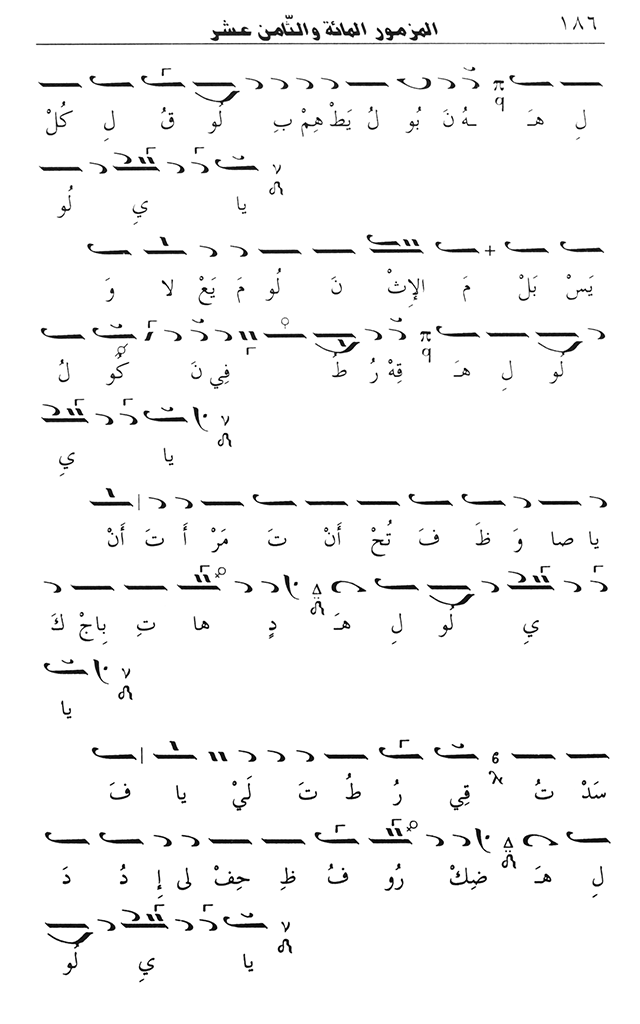 ١٨٦ المزمور المائة والثّامن عشر
لِ هَـ ـهُ نَ بُو لُ يَطْ هِمْ بِ لُو قُ لِ كُلْ
يا يِ لُو
يَسْ بَلْ مَ الإِثْ نَ لُو مَ يَعْ لا وَ
لُو لِ هَـ قِهْ رُ طُ فِي نَ كُو لُ
يا يِ
يا صا وَ ظَ فَ تُحْ أَنْ تَ مَرْ أَ تَ أَنْ
يِ لُو لِ هَـ دٍ ها تِ بِاجْ كَ
يا
سَدْ تُ قِي رُ طُ تَ لَيْ يا فَ
لِ هَـ ضِكْ رُو فُ ظِ حِفْ لى إِ دُ دَ
يا يِ لُو